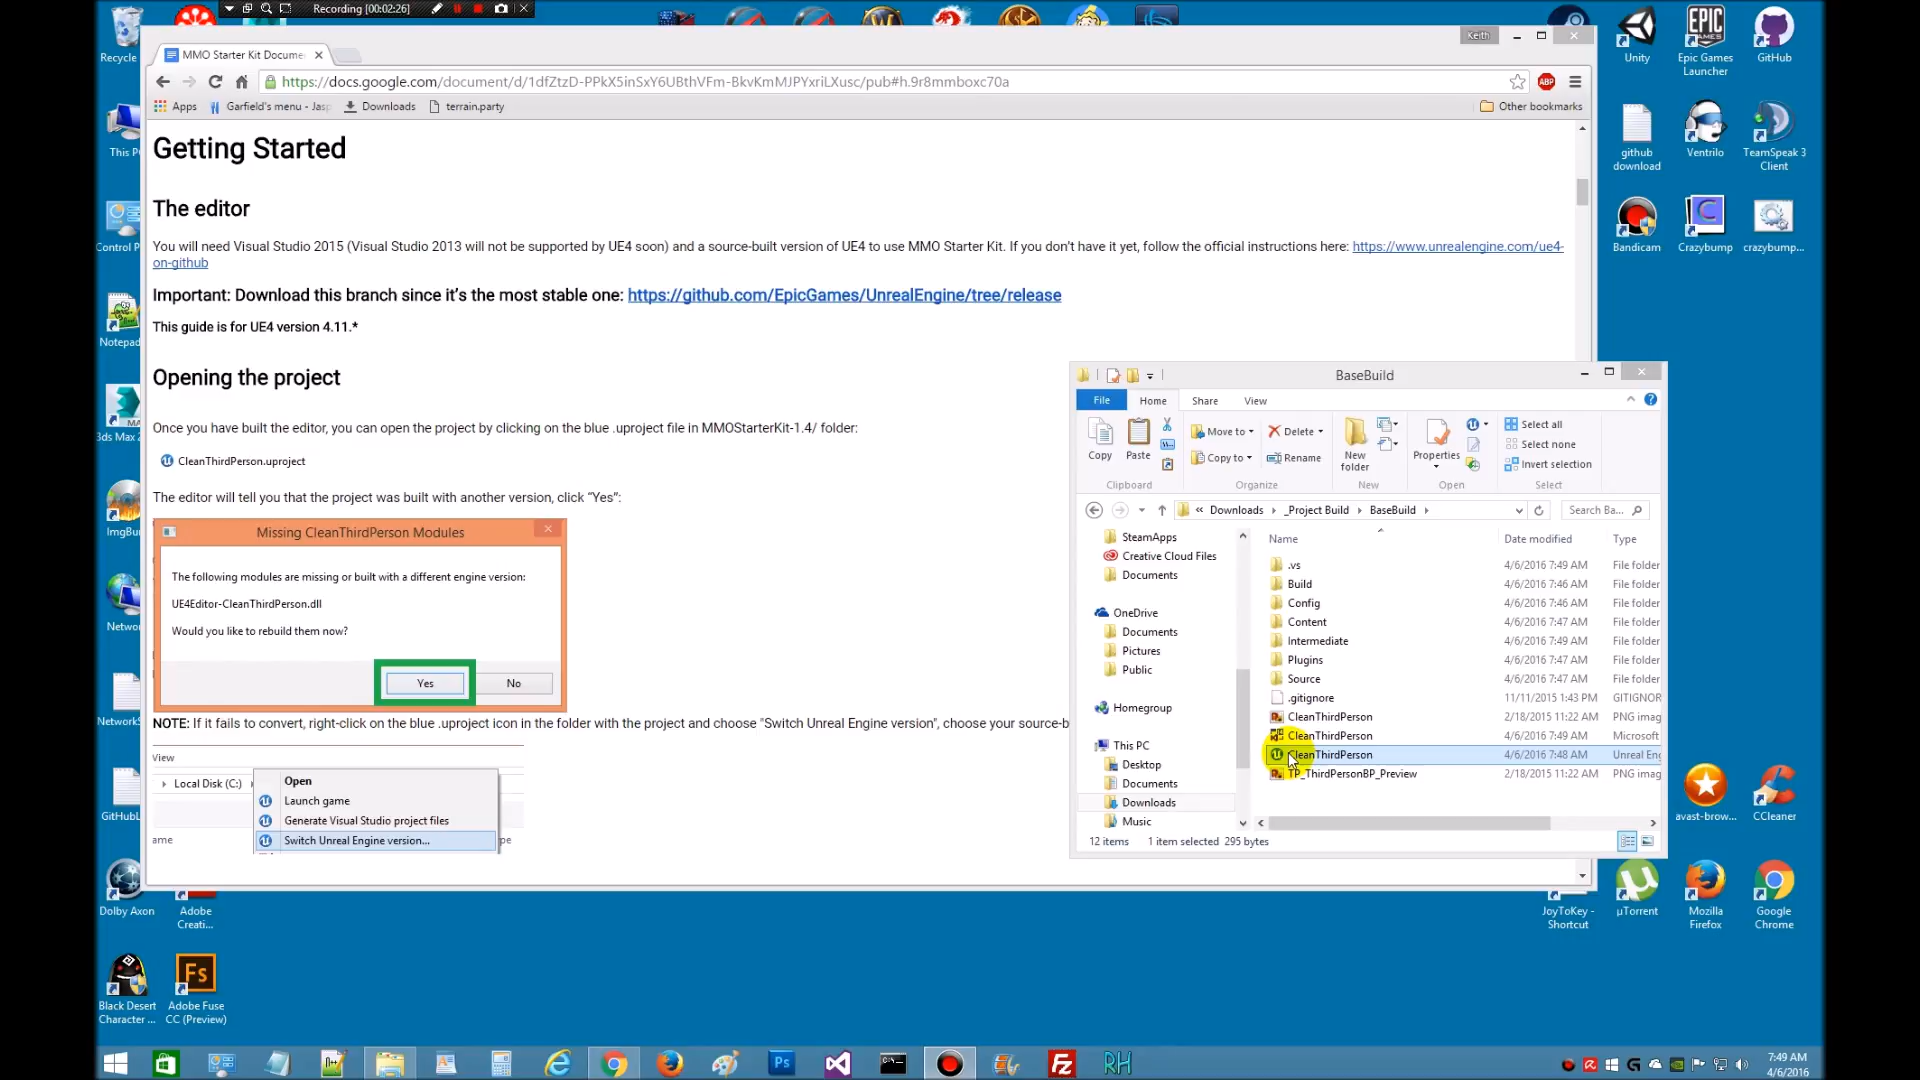 Recording [00:02:26]
Keith
MMO Starter Kit Docume
https://docs.google.com/document/d/1dfZtzD-PPkX5inSxY6UBthVFm-BkvKmMJPYxriLXusc/pub#h.9r8mmboxc70a
ABP
Apps
Garfield's menu - Jasp
Downloads
terrain.party
Other bookmarks
Getting Started
The editor
You will need Visual Studio 2015 (Visual Studio 2013 will not be supported by UE4 soon) and a source-built version of UE4 to use MMO Starter Kit. If you don't have it yet, follow the official instructions here: https://www.unrealengine.com/ue4-
on-github
Important: Download this branch since it's the most stable one: https://github.com/EpicGames/UnrealEngine/tree/release
This guide is for UE4 version 4.11.*
Opening the project
Once you have built the editor, you can open the project by clicking on the blue .uproject file in MMOStarterKit-1.4/ folder:
CleanThirdPerson.uproject
The editor will tell you that the project was built with another version, click "Yes":
Missing CleanThirdPerson Modules
The following modules are missing or built with a different engine version:
UE4Editor-CleanThirdPerson.dll
Would you like to rebuild them now?
Yes
No
NOTE: If it fails to convert, right-click on the blue .uproject icon in the folder with the project and choose "Switch Unreal Engine version", choose your source-b
View
Local Disk (C:)
ame
Open
Launch game
Generate Visual Studio project files
Switch Unreal Engine version...
pe
BaseBuild
File
Home
Share
View
Copy
Paste
Move to
Copy to
Delete
Rename
New
folder
Properties
Select all
Select none
Invert selection
Clipboard
Organize
New
Open
Select
« Downloads
_Project Build
BaseBuild
Search Ba...
SteamApps
Creative Cloud Files
Documents
OneDrive
Documents
Pictures
Public
Homegroup
This PC
Desktop
Documents
Downloads
Music
Name
Date modified
Type
.vs 4/6/2016 7:49 AM File folder
Build 4/6/2016 7:46 AM File folder
Config 4/6/2016 7:46 AM File folder
Content 4/6/2016 7:47 AM File folder
Intermediate 4/6/2016 7:49 AM File folder
Plugins 4/6/2016 7:47 AM File folder
Source 4/6/2016 7:47 AM File folder
.gitignore 11/11/2015 1:43 PM GITIGNOR
CleanThirdPerson 2/18/2015 11:22 AM PNG imag
CleanThirdPerson 4/6/2016 7:49 AM Microsoft
CleanThirdPerson 4/6/2016 7:48 AM Unreal Eng
TP_ThirdPersonBP_Preview 2/18/2015 11:22 AM PNG imag
12 items
1 item selected 295 bytes
Recycle
This P
Control P
Notepad
3ds Max 2
ImgBu
Netwo
NetworkS
GitHubL
Dolby Axon
Adobe
Creati...
Black Desert
Character ...
Fs
Adobe Fuse
CC (Preview)
Unity
EPIC
GAMES
Epic Games
Launcher
GitHub
github
download
Ventrilo
TeamSpeak 3
Client
Bandicam
Crazybump
crazybump...
avast-brow...
CCleaner
JoyToKey -
Shortcut
µTorrent
Mozilla
Firefox
Google
Chrome
Ps
Fz
RH
7:49 AM
4/6/2016